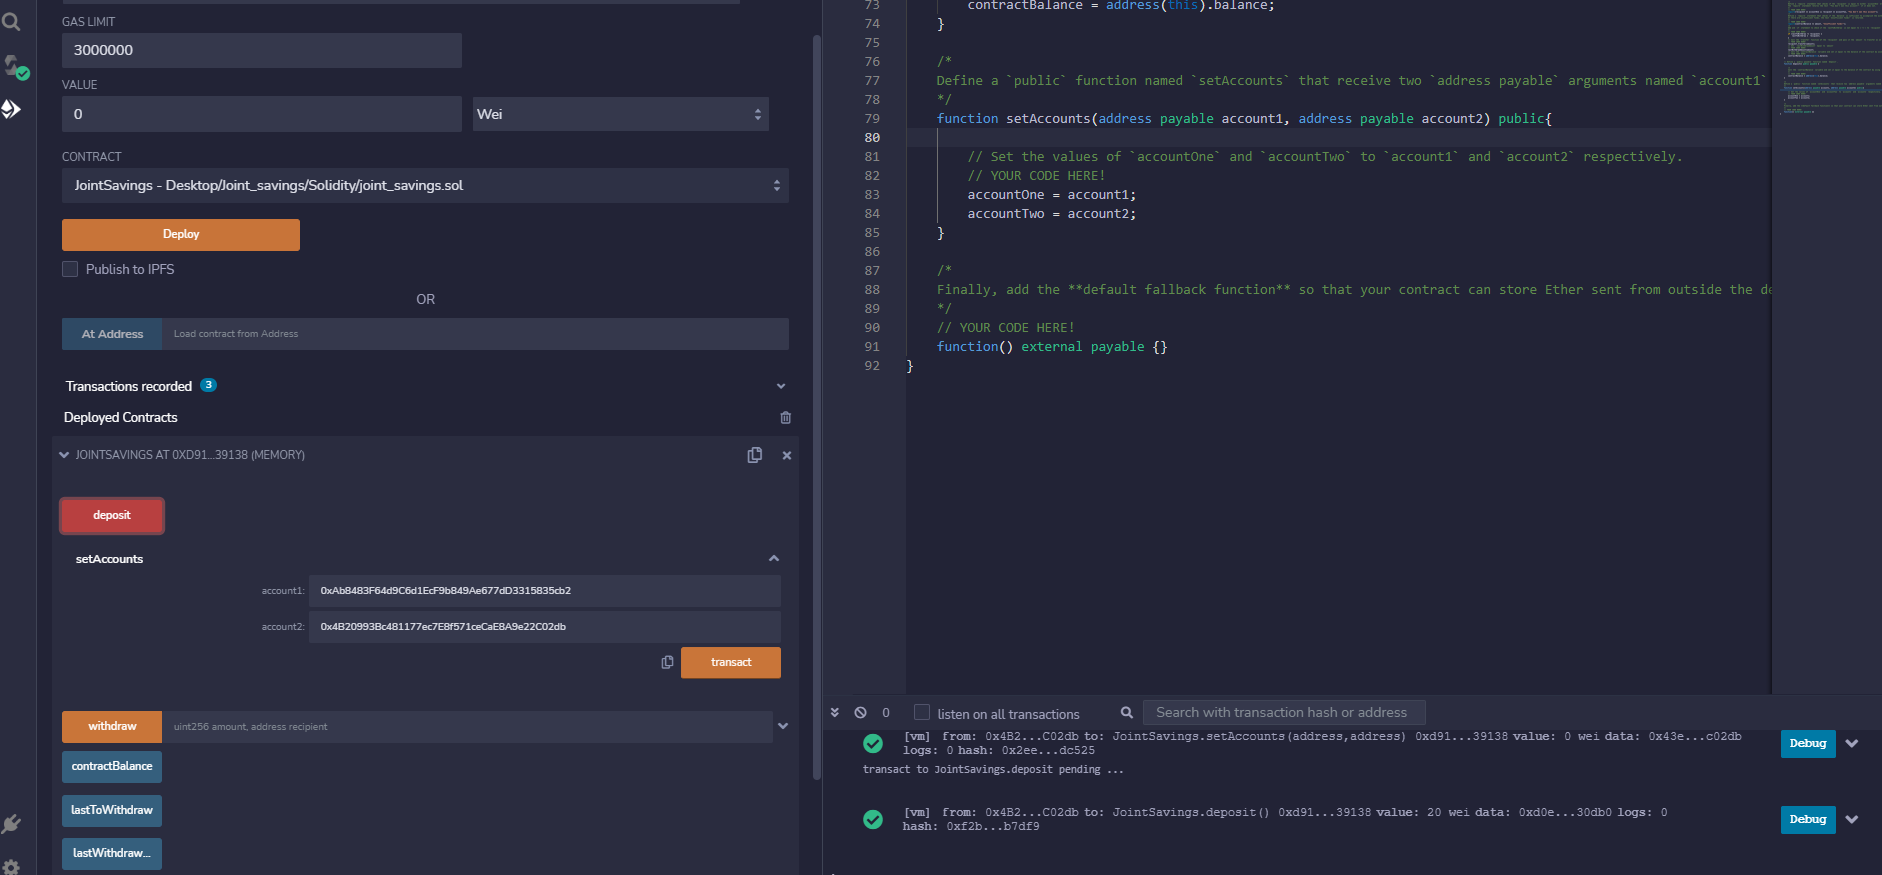 GAS LIMIT
3000000
VALUE
0
Wei
CONTRACT
JointSavings - Desktop/Joint_savings/Solidity/joint_savings.sol
Deploy
Publish to IPFS
OR
At Address
Load contract from Address
Transactions recorded 3
Deployed Contracts
JOINTSAVINGS AT 0XD91...39138 (MEMORY)
deposit
setAccounts
account1: 0xAb8483F64d9C6d1EcF9b849Ae677dD3315835cb2
account2: 0x4B20993Bc481177ec7E8f571ceCaE8A9e22C02db
transact
withdraw
uint256 amount, address recipient
contractBalance
lastToWithdraw
lastWithdraw...
73 contractBalance = address(this).balance;
74 }
75
76 /*
77 Define a `public` function named `setAccounts` that receive two `address payable` arguments named `account1`
78 */
79 function setAccounts(address payable account1, address payable account2) public{
80
81 // Set the values of `accountOne` and `accountTwo` to `account1` and `account2` respectively.
82 // YOUR CODE HERE!
83 accountOne = account1;
84 accountTwo = account2;
85 }
86
87 /*
88 Finally, add the **default fallback function** so that your contract can store Ether sent from outside the de
89 */
90 // YOUR CODE HERE!
91 function() external payable {}
92 }
0
listen on all transactions
Search with transaction hash or address
[vm] from: 0x4B2...C02db to: JointSavings.setAccounts(address,address) 0xd91...39138 value: 0 wei data: 0x43e...c02db
logs: 0 hash: 0x2ee...dc525
Debug
transact to JointSavings.deposit pending ...
[vm] from: 0x4B2...C02db to: JointSavings.deposit() 0xd91...39138 value: 20 wei data: 0xd0e...30db0 logs: 0
hash: 0xf2b...b7df9
Debug